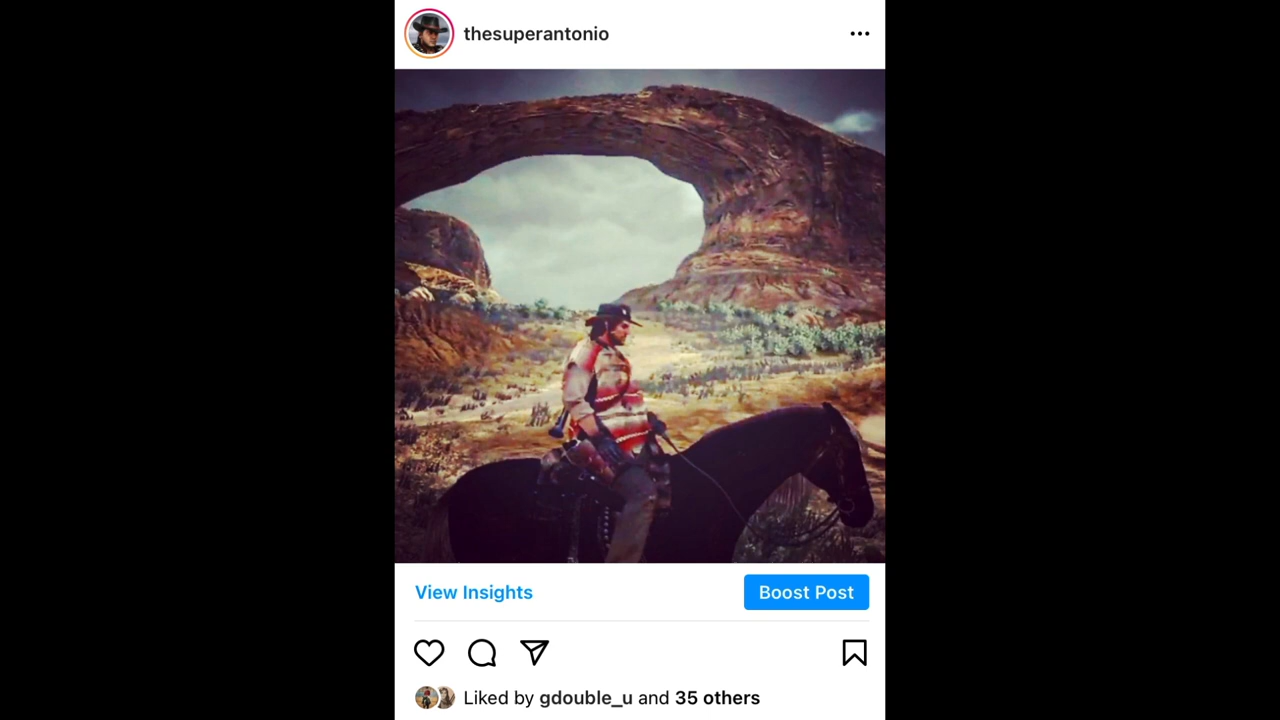 thesuperantonio
View Insights
Boost Post
Liked by gdouble_u and 35 others